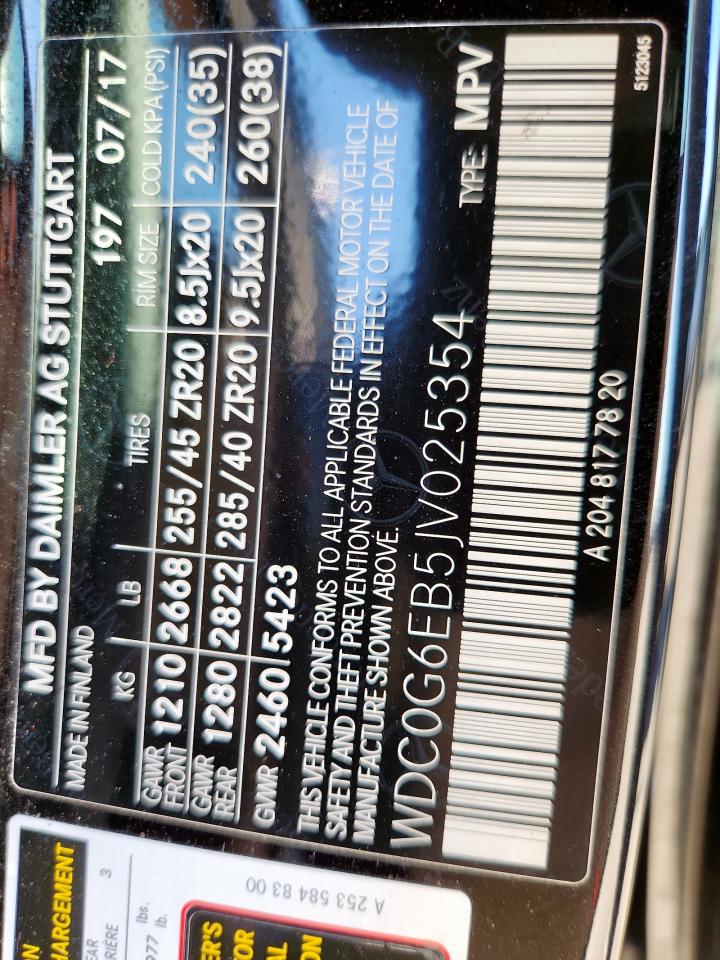 MFD BY DAIMLER AG STUTTGART
MADE IN FINLAND 197 07/17
KG LB TIRES RIM SIZE COLD KPA (PSI)
GAWR FRONT 1210 2668 255/45 ZR20 8.5Jx20 240(35)
GAWR REAR 1280 2822 285/40 ZR20 9.5Jx20 260(38)
GVWR 2460 5423
THIS VEHICLE CONFORMS TO ALL APPLICABLE FEDERAL MOTOR VEHICLE
SAFETY AND THEFT PREVENTION STANDARDS IN EFFECT ON THE DATE OF
MANUFACTURE SHOWN ABOVE.
WDC0G6EB5JV025354 TYPE: MPV
A 204 817 78 20
5123045
HARGEMENT
3
lbs.
lb.
A 253 584 83 00